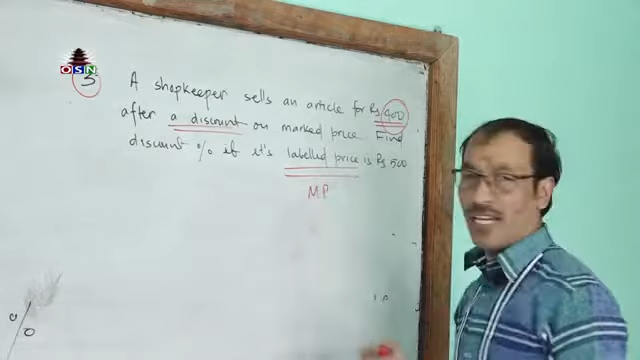 OSN
3
A shopkeeper sells an article for Rs 400
after a discount on marked price. Find
discount % if it's labelled price is Rs 500
M.P
%